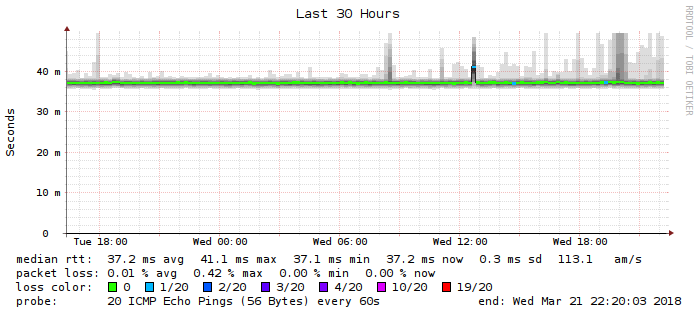 Last 30 Hours
RRDTOOL / TOBI OETIKER
Seconds
40 m
30 m
20 m
10 m
0
Tue 18:00 Wed 00:00 Wed 06:00 Wed 12:00 Wed 18:00
median rtt: 37.2 ms avg 41.1 ms max 37.1 ms min 37.2 ms now 0.3 ms sd 113.1 am/s
packet loss: 0.01 % avg 0.42 % max 0.00 % min 0.00 % now
loss color: 0 1/20 2/20 3/20 4/20 10/20 19/20
probe: 20 ICMP Echo Pings (56 Bytes) every 60s end: Wed Mar 21 22:20:03 2018